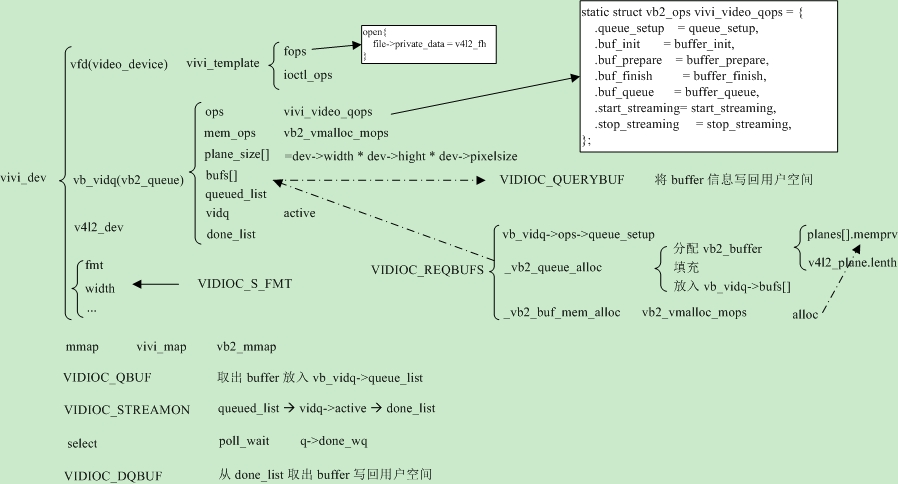 open{
file->private_data = v4l2_fh
}
static struct vb2_ops vivi_video_qops = {
.queue_setup = queue_setup,
.buf_init = buffer_init,
.buf_prepare = buffer_prepare,
.buf_finish = buffer_finish,
.buf_queue = buffer_queue,
.start_streaming= start_streaming,
.stop_streaming = stop_streaming,
};
vivi_dev
vfd(video_device) vivi_template
fops
ioctl_ops
vb_vidq(vb2_queue)
ops vivi_video_qops
mem_ops vb2_vmalloc_mops
plane_size[] =dev->width * dev->hight * dev->pixelsize
bufs[] VIDIOC_QUERYBUF 将 buffer 信息写回用户空间
queued_list
vidq active
done_list
v4l2_dev
fmt
width VIDIOC_S_FMT
...
VIDIOC_REQBUFS
vb_vidq->ops->queue_setup
_vb2_queue_alloc
分配 vb2_buffer
填充
放入 vb_vidq->bufs[]
planes[].memprv
v4l2_plane.lenth
_vb2_buf_mem_alloc vb2_vmalloc_mops alloc
mmap vivi_map vb2_mmap
VIDIOC_QBUF 取出 buffer 放入 vb_vidq->queue_list
VIDIOC_STREAMON queued_list → vidq->active → done_list
select poll_wait q->done_wq
VIDIOC_DQBUF 从 done_list 取出 buffer 写回用户空间